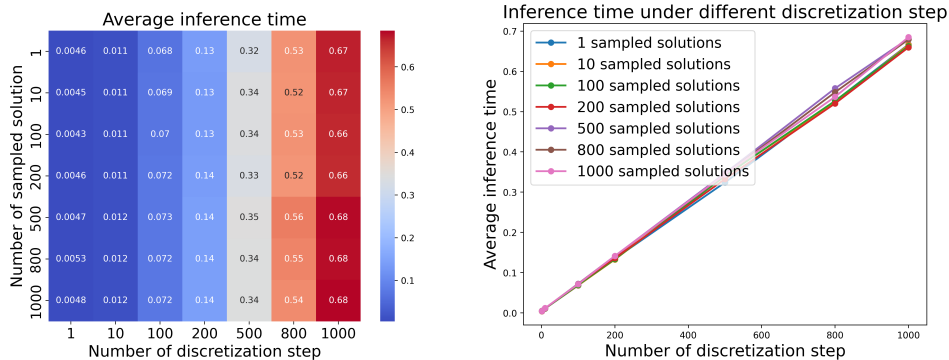 Average inference time
Number of sampled solution
1 0.0046 0.011 0.068 0.13 0.32 0.53 0.67
10 0.0045 0.011 0.069 0.13 0.34 0.52 0.67
100 0.0043 0.011 0.07 0.13 0.34 0.53 0.66
200 0.0046 0.011 0.072 0.14 0.33 0.52 0.66
500 0.0047 0.012 0.073 0.14 0.35 0.56 0.68
800 0.0053 0.012 0.072 0.14 0.34 0.55 0.68
1000 0.0048 0.012 0.072 0.14 0.34 0.54 0.68
1 10 100 200 500 800 1000
Number of discretization step
0.6
0.5
0.4
0.3
0.2
0.1
Inference time under different discretization step
Average inference time
0.7
0.6
0.5
0.4
0.3
0.2
0.1
0.0
1 sampled solutions
10 sampled solutions
100 sampled solutions
200 sampled solutions
500 sampled solutions
800 sampled solutions
1000 sampled solutions
0 200 400 600 800 1000
Number of discretization step